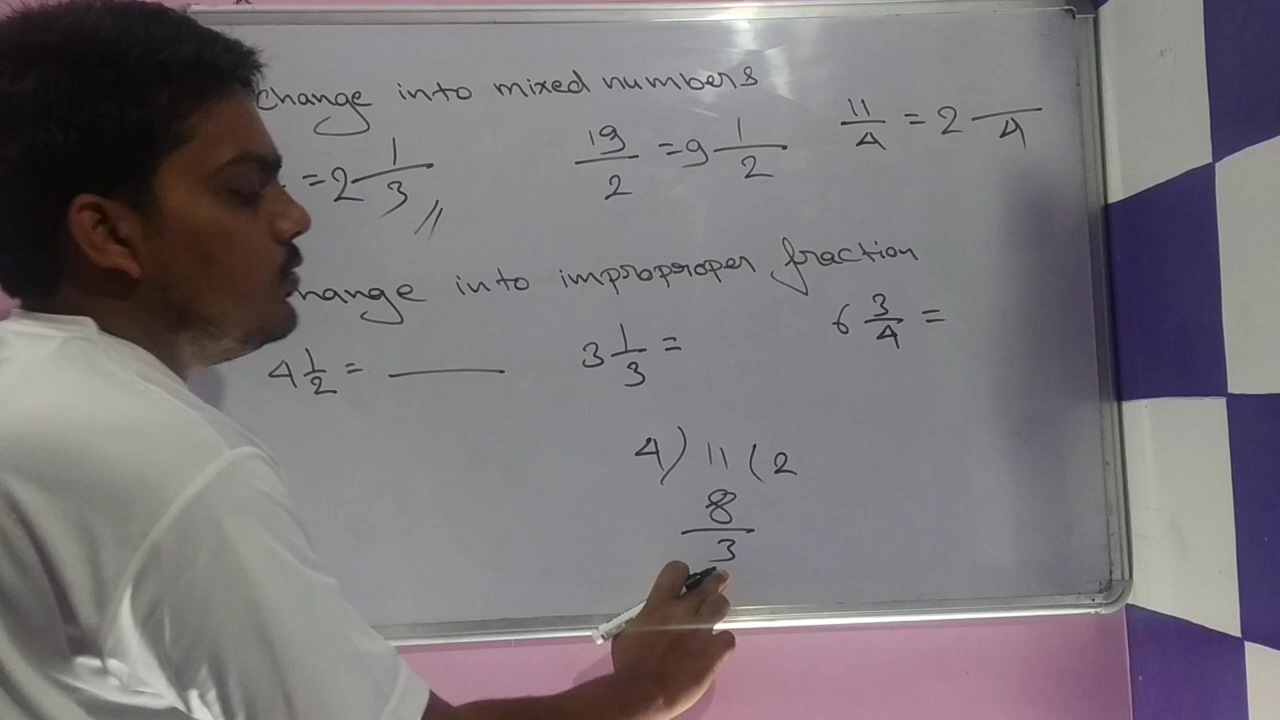 change into mixed numbers
= 2 1/3 //
19/2 = 9 1/2
11/4 = 2 /4
hange into improproper fraction
4 1/2 = ____
3 1/3 =
6 3/4 =
4 ) 11 ( 2
8
3